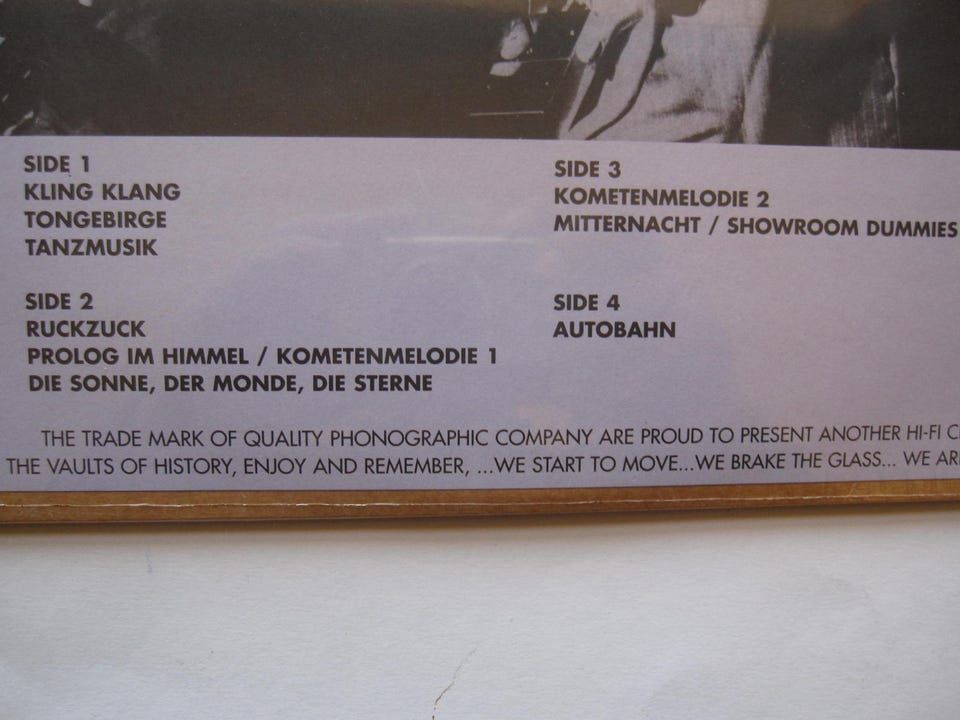 SIDE 1
KLING KLANG
TONGEBIRGE
TANZMUSIK
SIDE 2
RUCKZUCK
PROLOG IM HIMMEL / KOMETENMELODIE 1
DIE SONNE, DER MONDE, DIE STERNE
SIDE 3
KOMETENMELODIE 2
MITTERNACHT / SHOWROOM DUMMIES
SIDE 4
AUTOBAHN
THE TRADE MARK OF QUALITY PHONOGRAPHIC COMPANY ARE PROUD TO PRESENT ANOTHER HI-FI
THE VAULTS OF HISTORY, ENJOY AND REMEMBER, ...WE START TO MOVE...WE BRAKE THE GLASS... WE